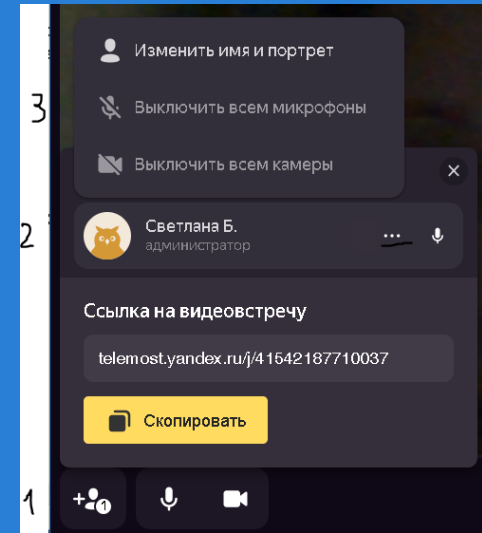 Изменить имя и портрет
3
Выключить всем микрофоны
Выключить всем камеры
2
Светлана Б.
администратор
Ссылка на видеовстречу
telemost.yandex.ru/j/41542187710037
Скопировать
1
1